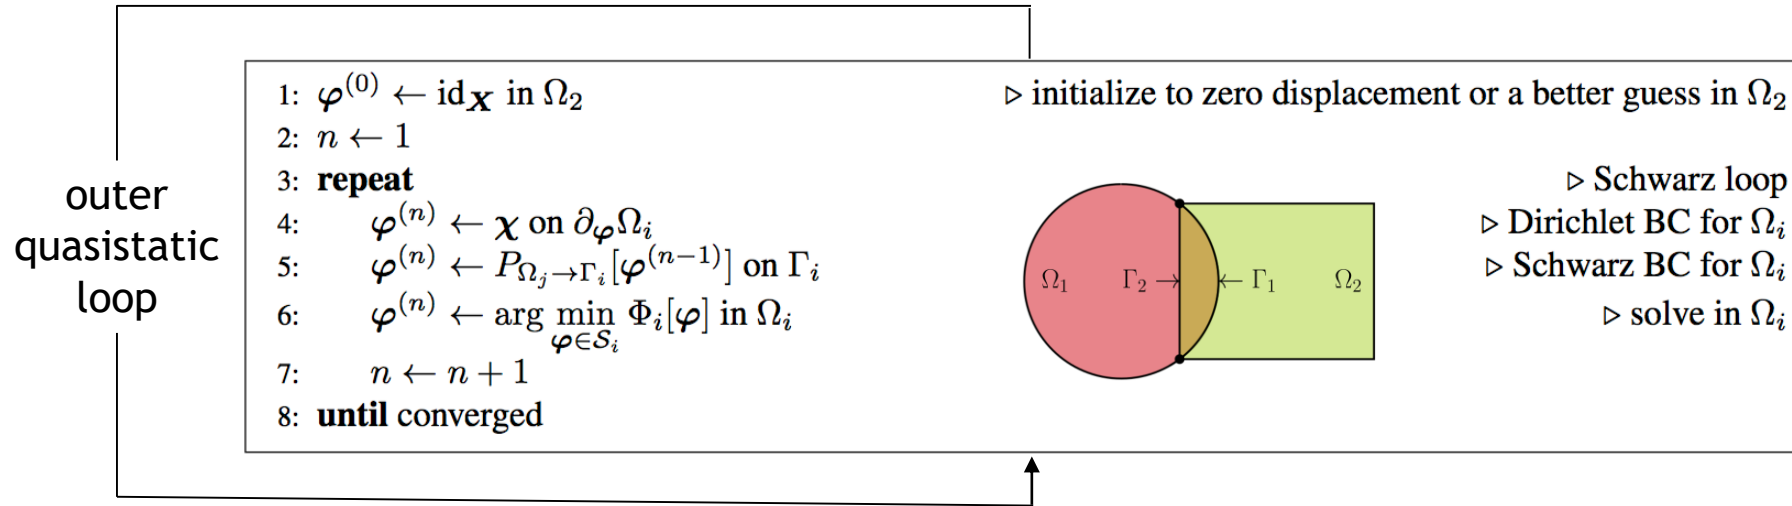 outer
quasistatic
loop
1: φ^(0) ← id_X in Ω₂ ▷ initialize to zero displacement or a better guess in Ω₂
2: n ← 1
3: repeat ▷ Schwarz loop
4: φ^(n) ← χ on ∂_φ Ω_i ▷ Dirichlet BC for Ω_i
5: φ^(n) ← P_{Ω_j→Γ_i}[φ^(n−1)] on Γ_i ▷ Schwarz BC for Ω_i
6: φ^(n) ← arg min_{φ∈S_i} Φ_i[φ] in Ω_i ▷ solve in Ω_i
7: n ← n + 1
8: until converged
Ω₁ Γ₂ → ← Γ₁ Ω₂